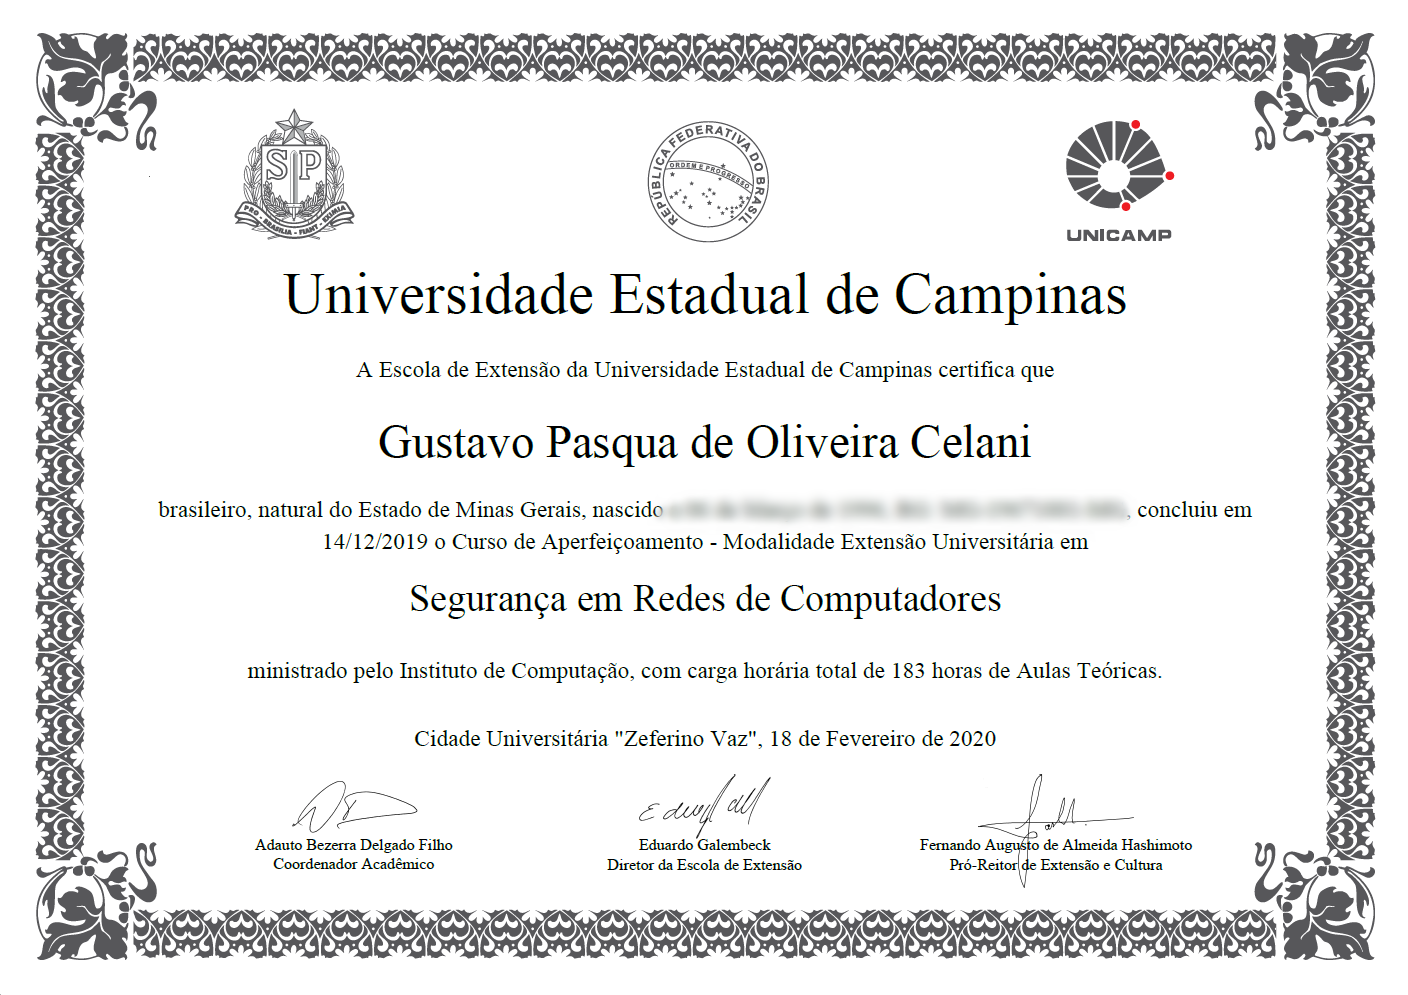 SP
PRO · BRASILIA · FIANT · EXIMIA
REPÚBLICA FEDERATIVA DO BRASIL
ORDEM E PROGRESSO
UNICAMP
Universidade Estadual de Campinas
A Escola de Extensão da Universidade Estadual de Campinas certifica que
Gustavo Pasqua de Oliveira Celani
brasileiro, natural do Estado de Minas Gerais, nascido , concluiu em
14/12/2019 o Curso de Aperfeiçoamento - Modalidade Extensão Universitária em
Segurança em Redes de Computadores
ministrado pelo Instituto de Computação, com carga horária total de 183 horas de Aulas Teóricas.
Cidade Universitária "Zeferino Vaz", 18 de Fevereiro de 2020
Adauto Bezerra Delgado Filho
Coordenador Acadêmico
Eduardo Galembeck
Diretor da Escola de Extensão
Fernando Augusto de Almeida Hashimoto
Pró-Reitor de Extensão e Cultura